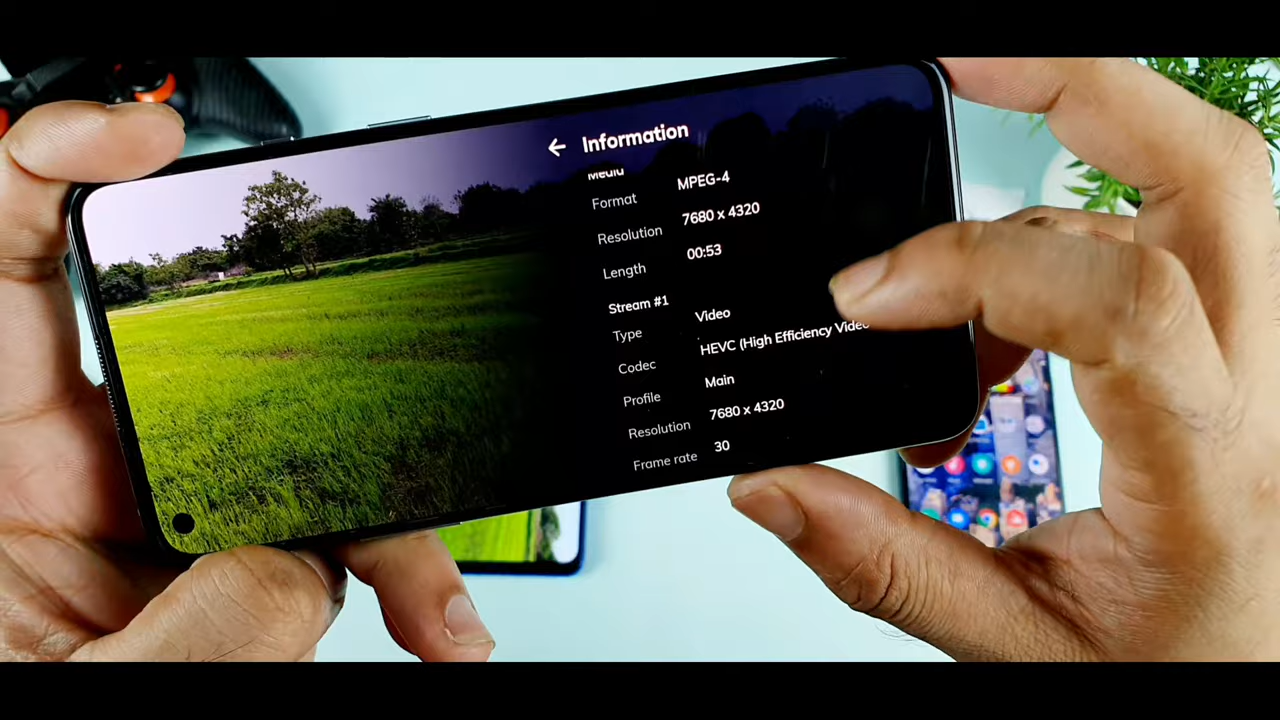 Information
Media
Format MPEG-4
Resolution 7680 x 4320
Length 00:53
Stream #1
Type Video
Codec HEVC (High Efficiency Video
Profile Main
Resolution 7680 x 4320
Frame rate 30